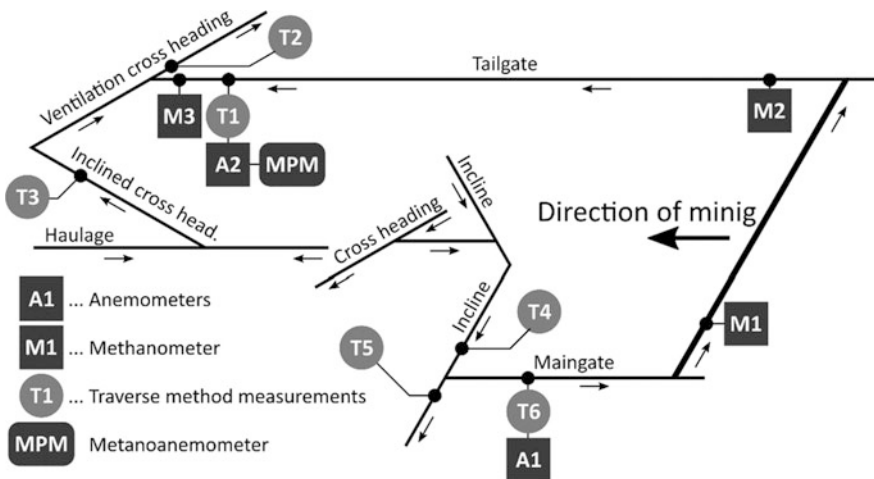 Ventilation cross heading
T2
Tailgate
M3
T1
M2
A2
MPM
T3
Inclined cross head.
Incline
Direction of minig
Haulage
Cross heading
A1 ... Anemometers
Incline
T4
M1
M1 ... Methanometer
T5
Maingate
T1 ... Traverse method measurements
T6
MPM Metanoanemometer
A1